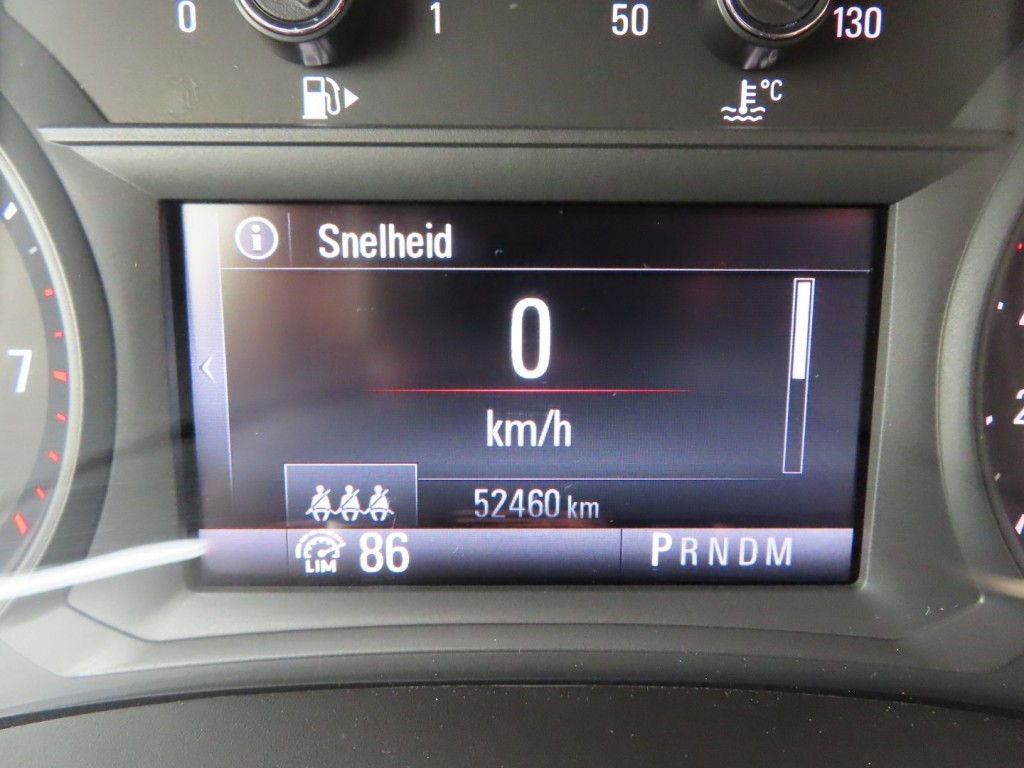 0 1 50 130
°C
Snelheid
0
7
km/h
52460 km
LIM 86 PRNDM